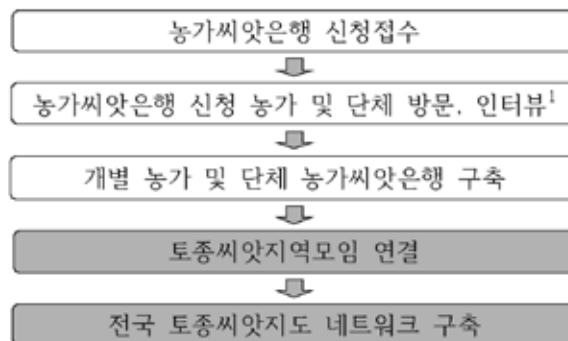 농가씨앗은행 신청접수
농가씨앗은행 신청 농가 및 단체 방문, 인터뷰1
개별 농가 및 단체 농가씨앗은행 구축
토종씨앗지역모임 연결
전국 토종씨앗지도 네트워크 구축